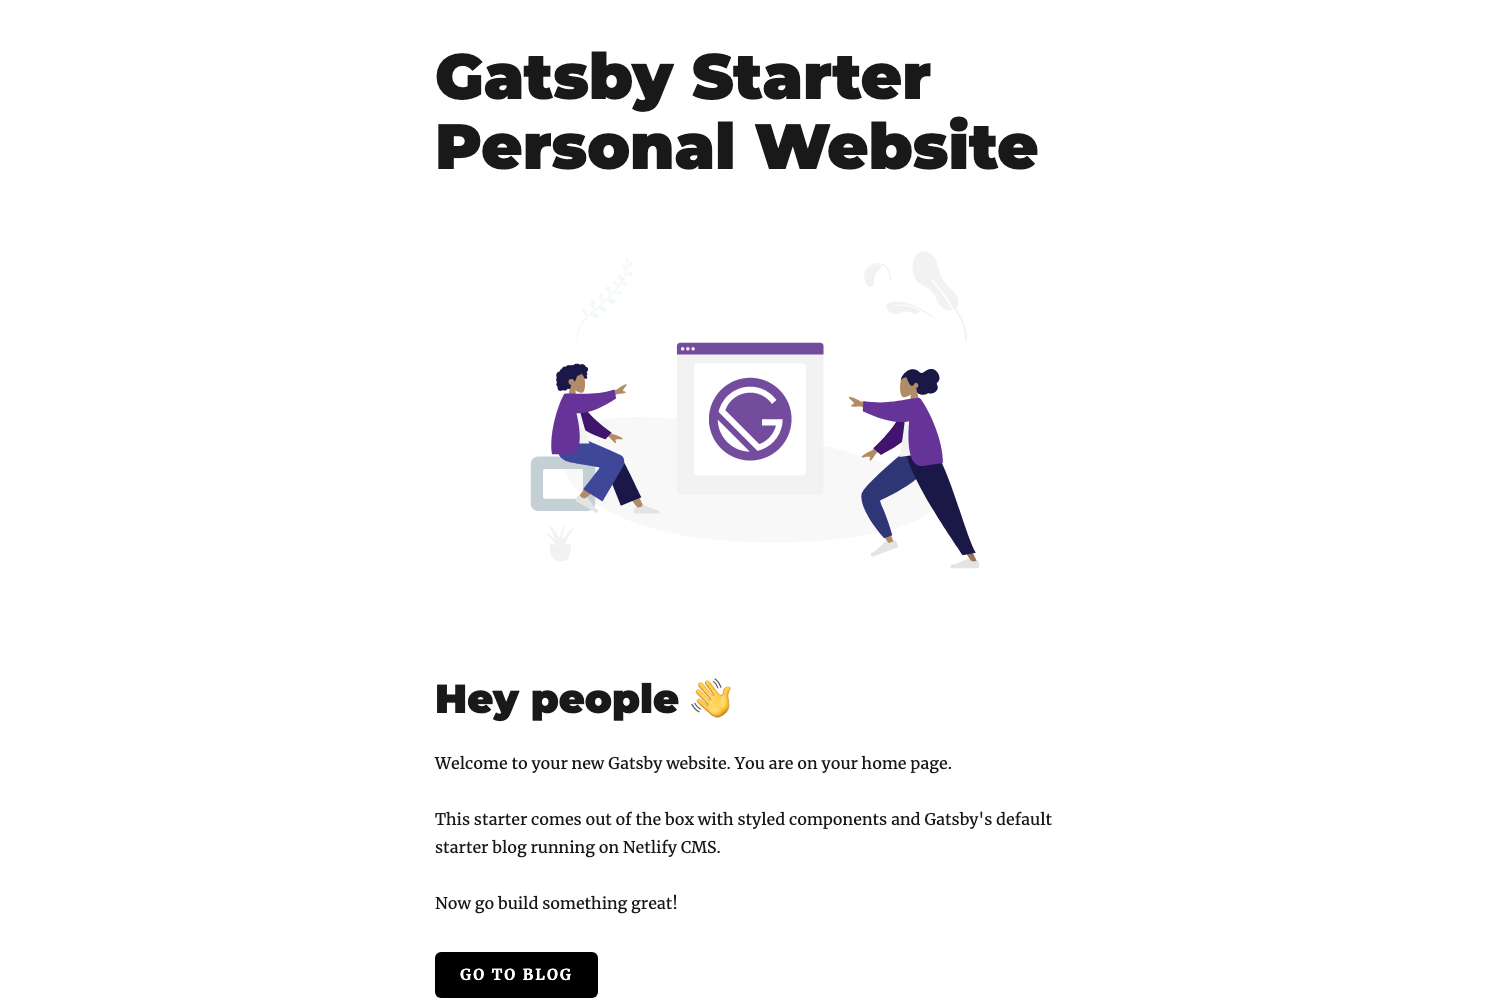 Gatsby Starter
Personal Website
Hey people 👋
Welcome to your new Gatsby website. You are on your home page.
This starter comes out of the box with styled components and Gatsby's default
starter blog running on Netlify CMS.
Now go build something great!
GO TO BLOG